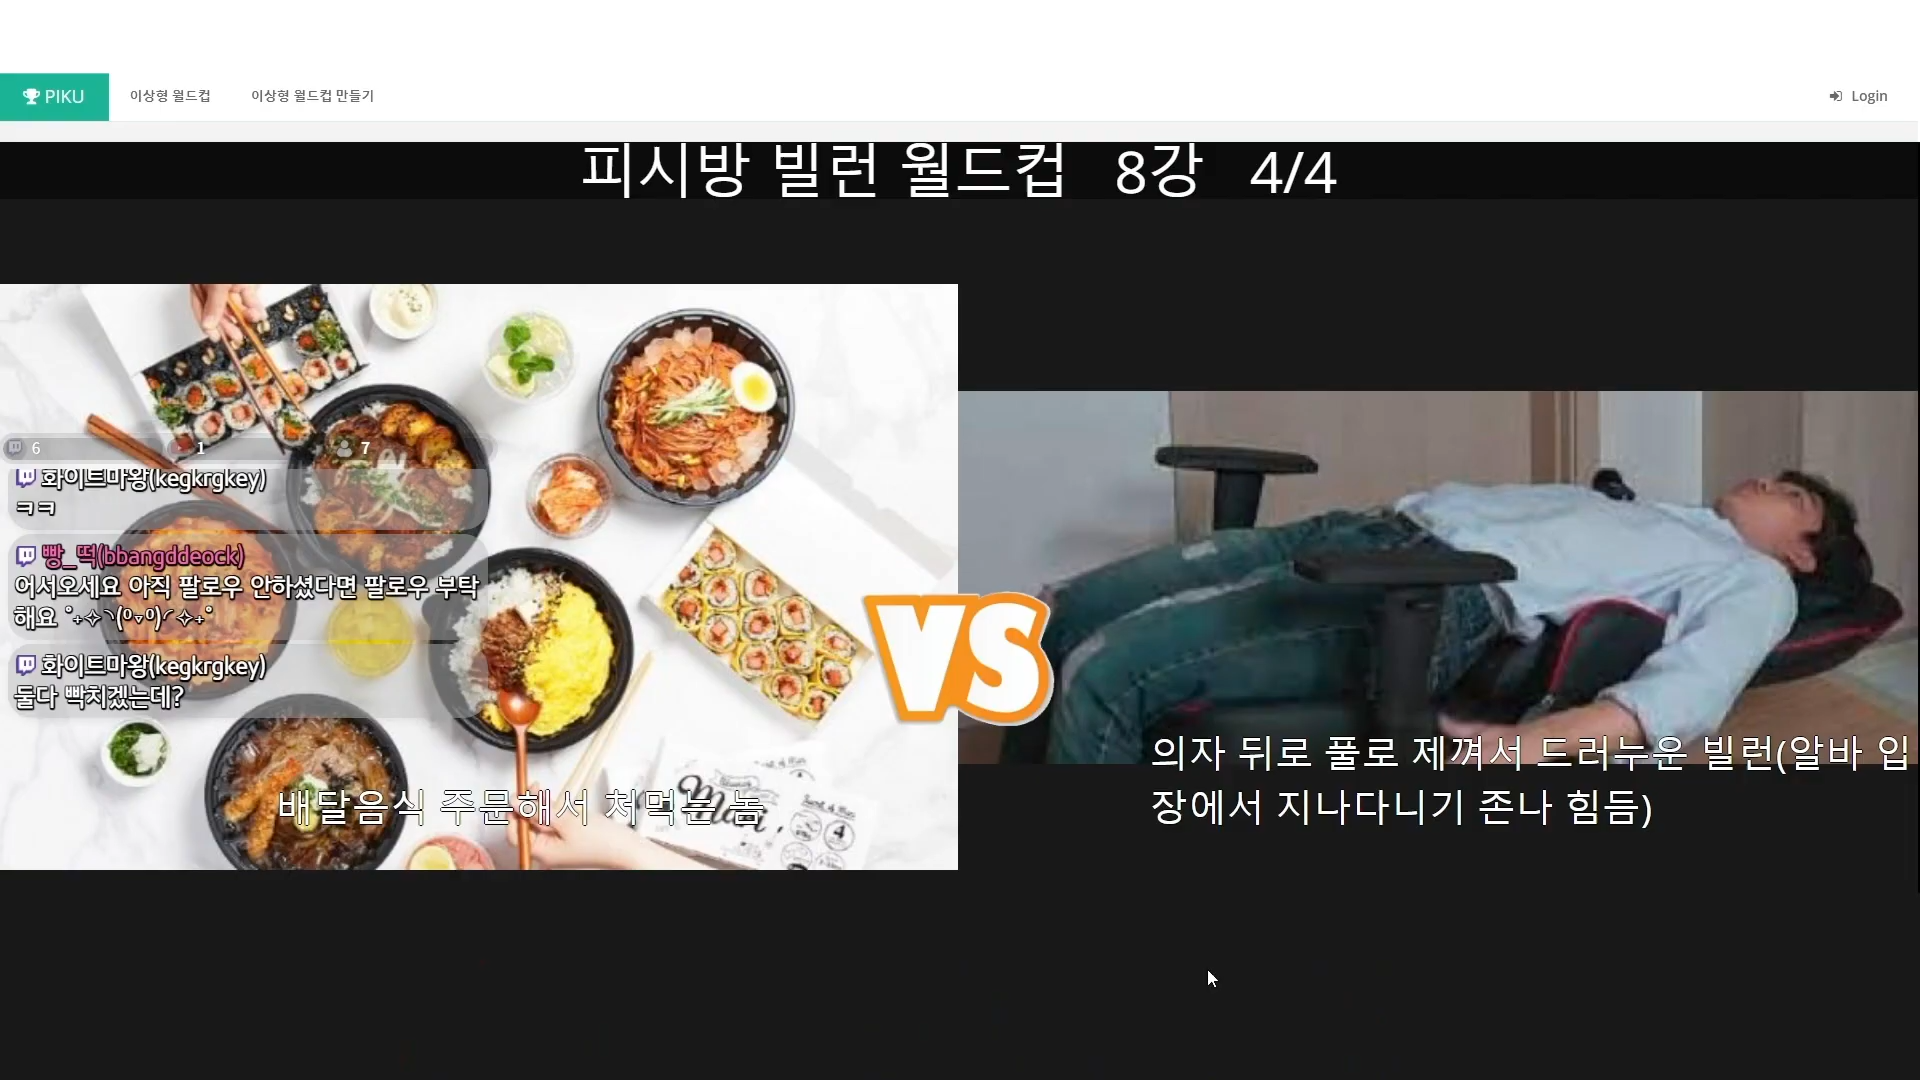 PIKU
이상형 월드컵
이상형 월드컵 만들기
Login
피시방 빌런 월드컵 8강 4/4
6
1
7
화이트마왕(kegkrgkey)
ㅋㅋ
빵_떡(bbangddeock)
어서오세요 아직 팔로우 안하셨다면 팔로우 부탁
해요
화이트마왕(kegkrgkey)
둘다 빡치겠는데?
VS
배달음식 주문해서 처먹는 놈
의자 뒤로 풀로 제껴서 드러누운 빌런(알바 입
장에서 지나다니기 존나 힘듬)